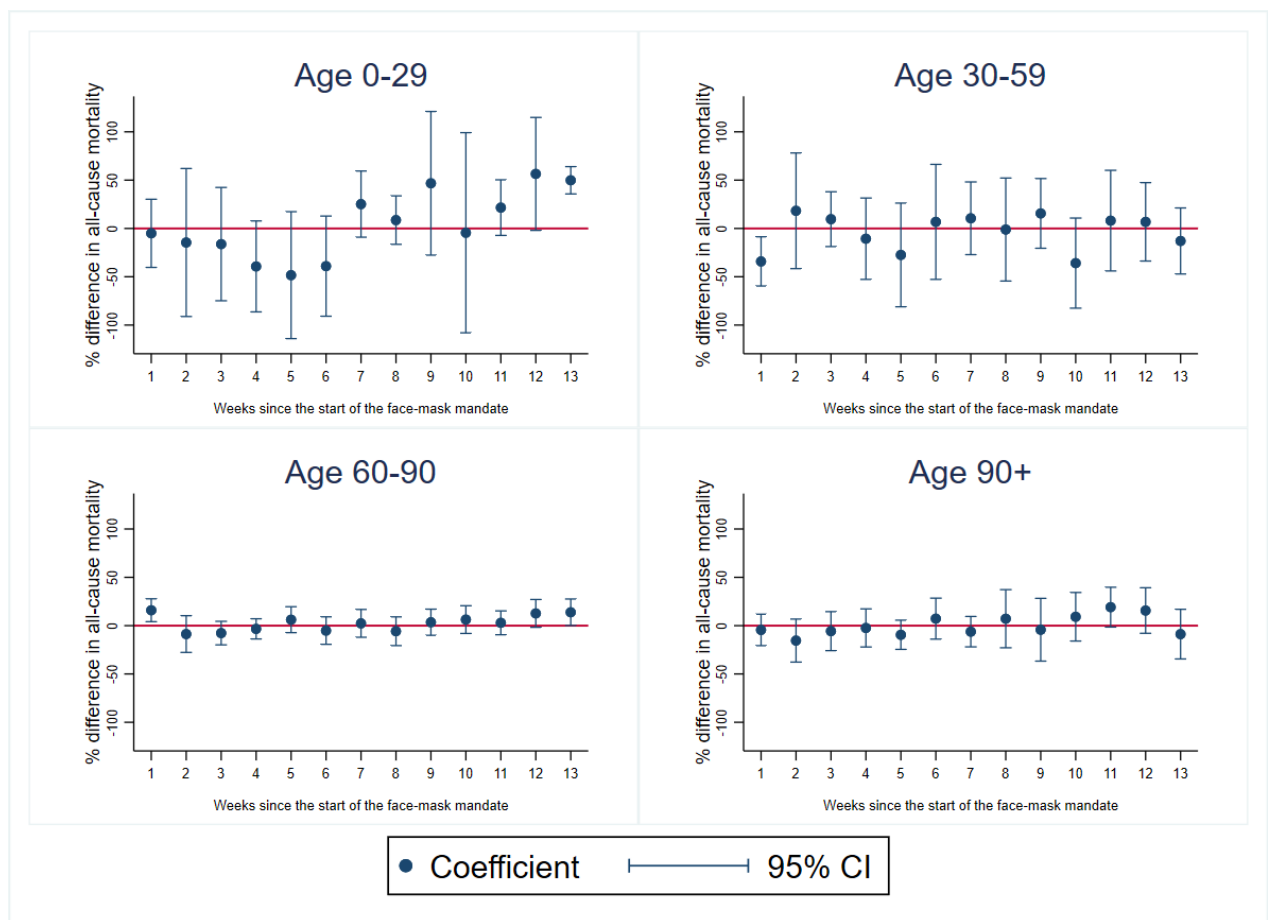 Age 0-29
% difference in all-cause mortality
100
50
0
-50
-100
1 2 3 4 5 6 7 8 9 10 11 12 13
Weeks since the start of the face-mask mandate
Age 30-59
% difference in all-cause mortality
100
50
0
-50
-100
1 2 3 4 5 6 7 8 9 10 11 12 13
Weeks since the start of the face-mask mandate
Age 60-90
% difference in all-cause mortality
100
50
0
-50
-100
1 2 3 4 5 6 7 8 9 10 11 12 13
Weeks since the start of the face-mask mandate
Age 90+
% difference in all-cause mortality
100
50
0
-50
-100
1 2 3 4 5 6 7 8 9 10 11 12 13
Weeks since the start of the face-mask mandate
Coefficient 95% CI